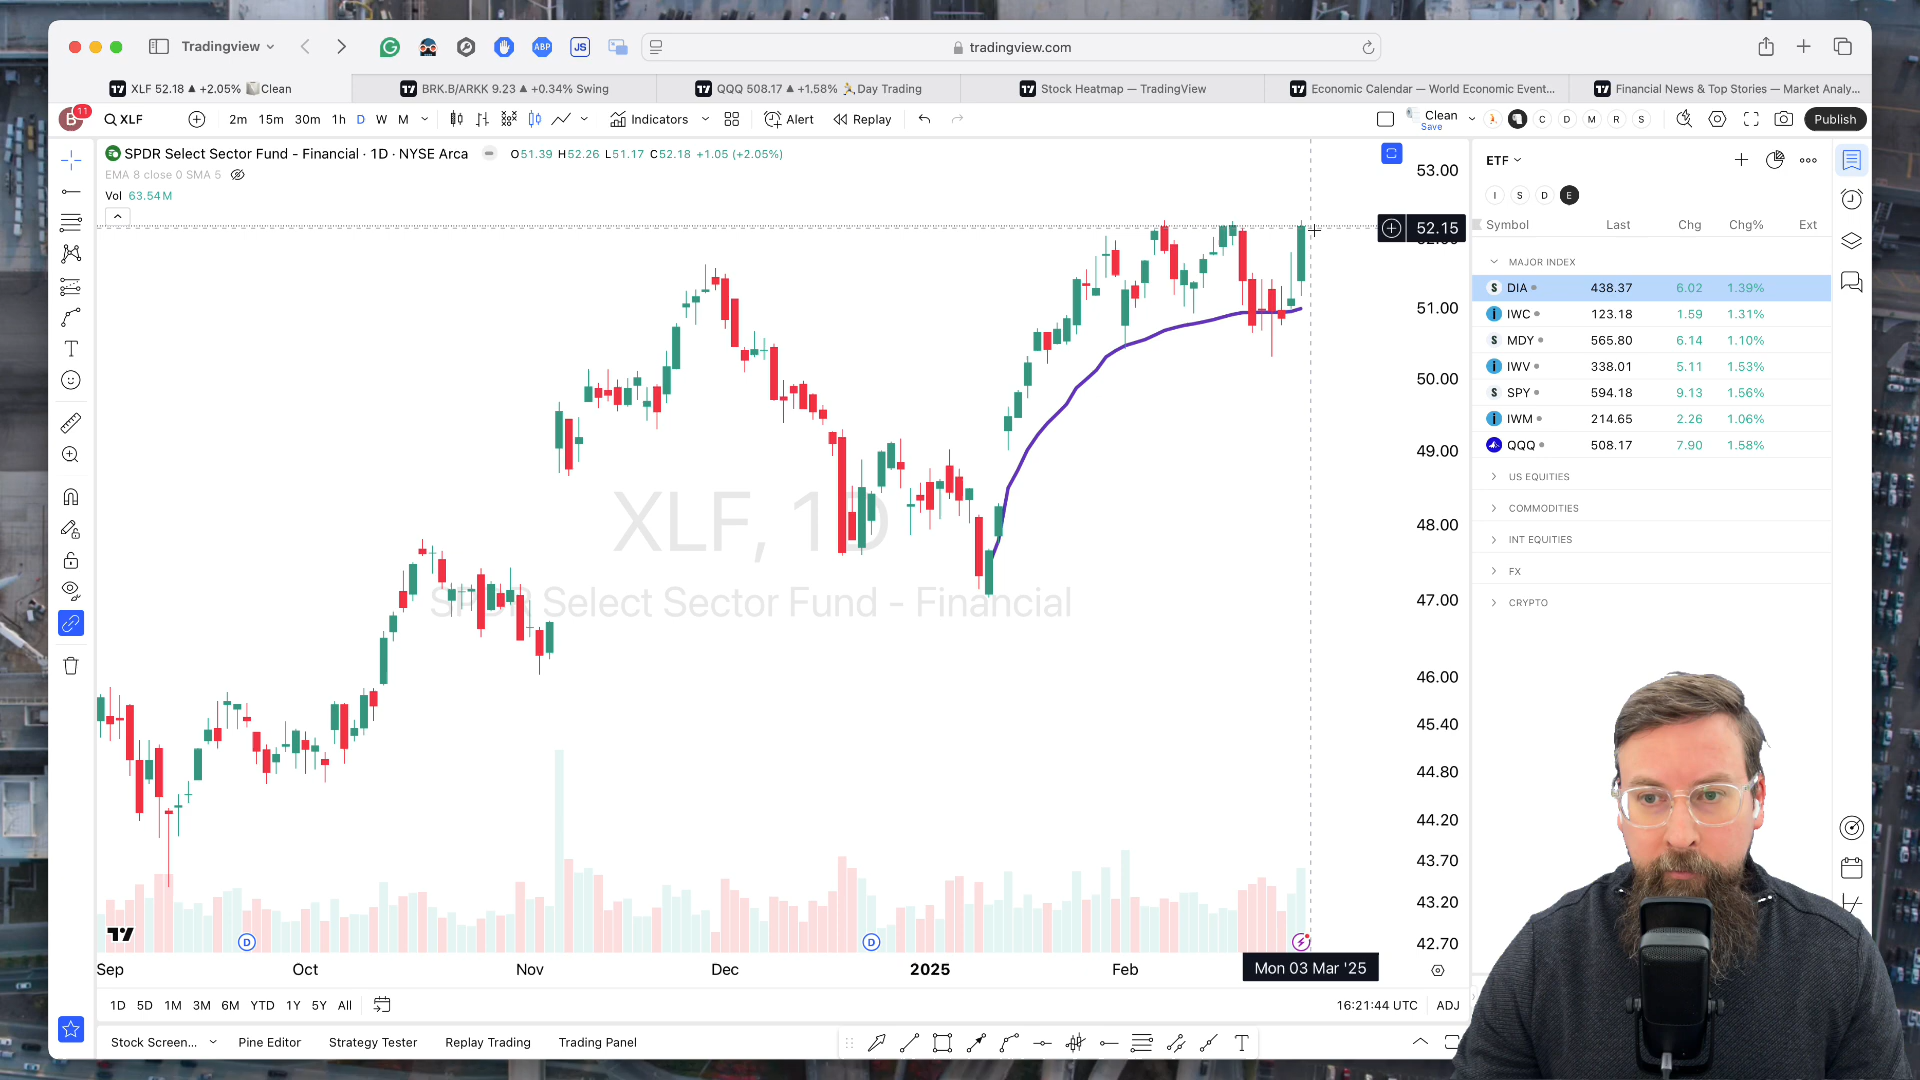 Tradingview
ABP
JS
tradingview.com
XLF 52.18 ▲ +2.05% Clean
BRK.B/ARKK 9.23 ▲ +0.34% Swing
QQQ 508.17 ▲ +1.58% Day Trading
Stock Heatmap — TradingView
Economic Calendar — World Economic Event...
Financial News & Top Stories — Market Analy...
B
11
XLF
2m 15m 30m 1h D W M
Indicators
Alert
Replay
Clean
Save
C D M R S
Publish
SPDR Select Sector Fund - Financial · 1D · NYSE Arca
O51.39 H52.26 L51.17 C52.18 +1.05 (+2.05%)
EMA 8 close 0 SMA 5
Vol 63.54M
XLF, 1D
SPDR Select Sector Fund - Financial
53.00
52.15
51.00
50.00
49.00
48.00
47.00
46.00
45.40
44.80
44.20
43.70
43.20
42.70
D
D
Sep Oct Nov Dec 2025 Feb
Mon 03 Mar '25
1D 5D 1M 3M 6M YTD 1Y 5Y All
16:21:44 UTC ADJ
Stock Screen... Pine Editor Strategy Tester Replay Trading Trading Panel
ETF
I S D E
Symbol Last Chg Chg% Ext
MAJOR INDEX
DIA 438.37 6.02 1.39%
IWC 123.18 1.59 1.31%
MDY 565.80 6.14 1.10%
IWV 338.01 5.11 1.53%
SPY 594.18 9.13 1.56%
IWM 214.65 2.26 1.06%
QQQ 508.17 7.90 1.58%
US EQUITIES
COMMODITIES
INT EQUITIES
FX
CRYPTO